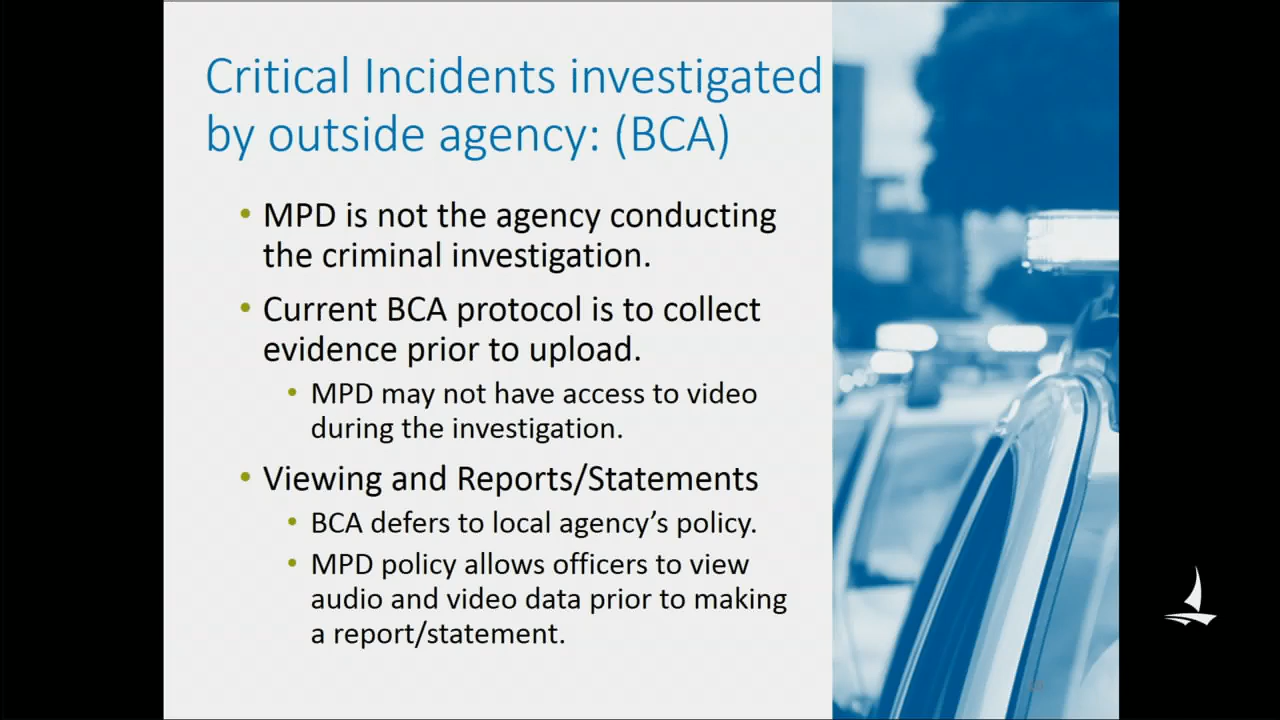 Critical Incidents investigated
by outside agency: (BCA)
• MPD is not the agency conducting
the criminal investigation.
• Current BCA protocol is to collect
evidence prior to upload.
• MPD may not have access to video
during the investigation.
• Viewing and Reports/Statements
• BCA defers to local agency's policy.
• MPD policy allows officers to view
audio and video data prior to making
a report/statement.